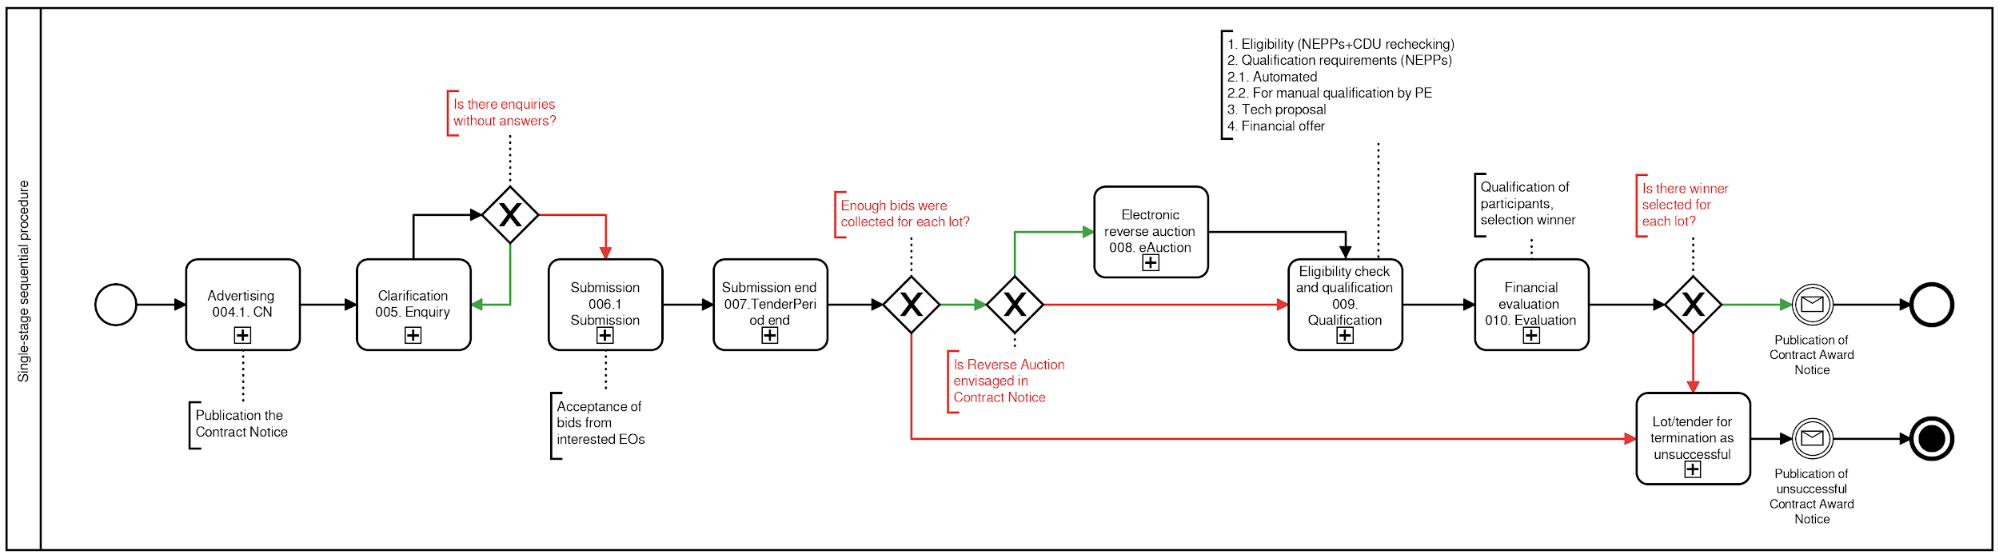 Single-stage sequential procedure
Advertising
004.1. CN
Publication the
Contract Notice
Clarification
005. Enquiry
Is there enquiries
without answers?
X
Submission
006.1
Submission
Acceptance of
bids from
interested EOs
Submission end
007.TenderPeri
od end
Enough bids were
collected for each lot?
X
X
Is Reverse Auction
envisaged in
Contract Notice
Electronic
reverse auction
008. eAuction
1. Eligibility (NEPPs+CDU rechecking)
2. Qualification requirements (NEPPs)
2.1. Automated
2.2. For manual qualification by PE
3. Tech proposal
4. Financial offer
Eligibility check
and qualification
009.
Qualification
Qualification of
participants,
selection winner
Financial
evaluation
010. Evaluation
Is there winner
selected for
each lot?
X
Publication of
Contract Award
Notice
Lot/tender for
termination as
unsuccessful
Publication of
unsuccessful
Contract Award
Notice